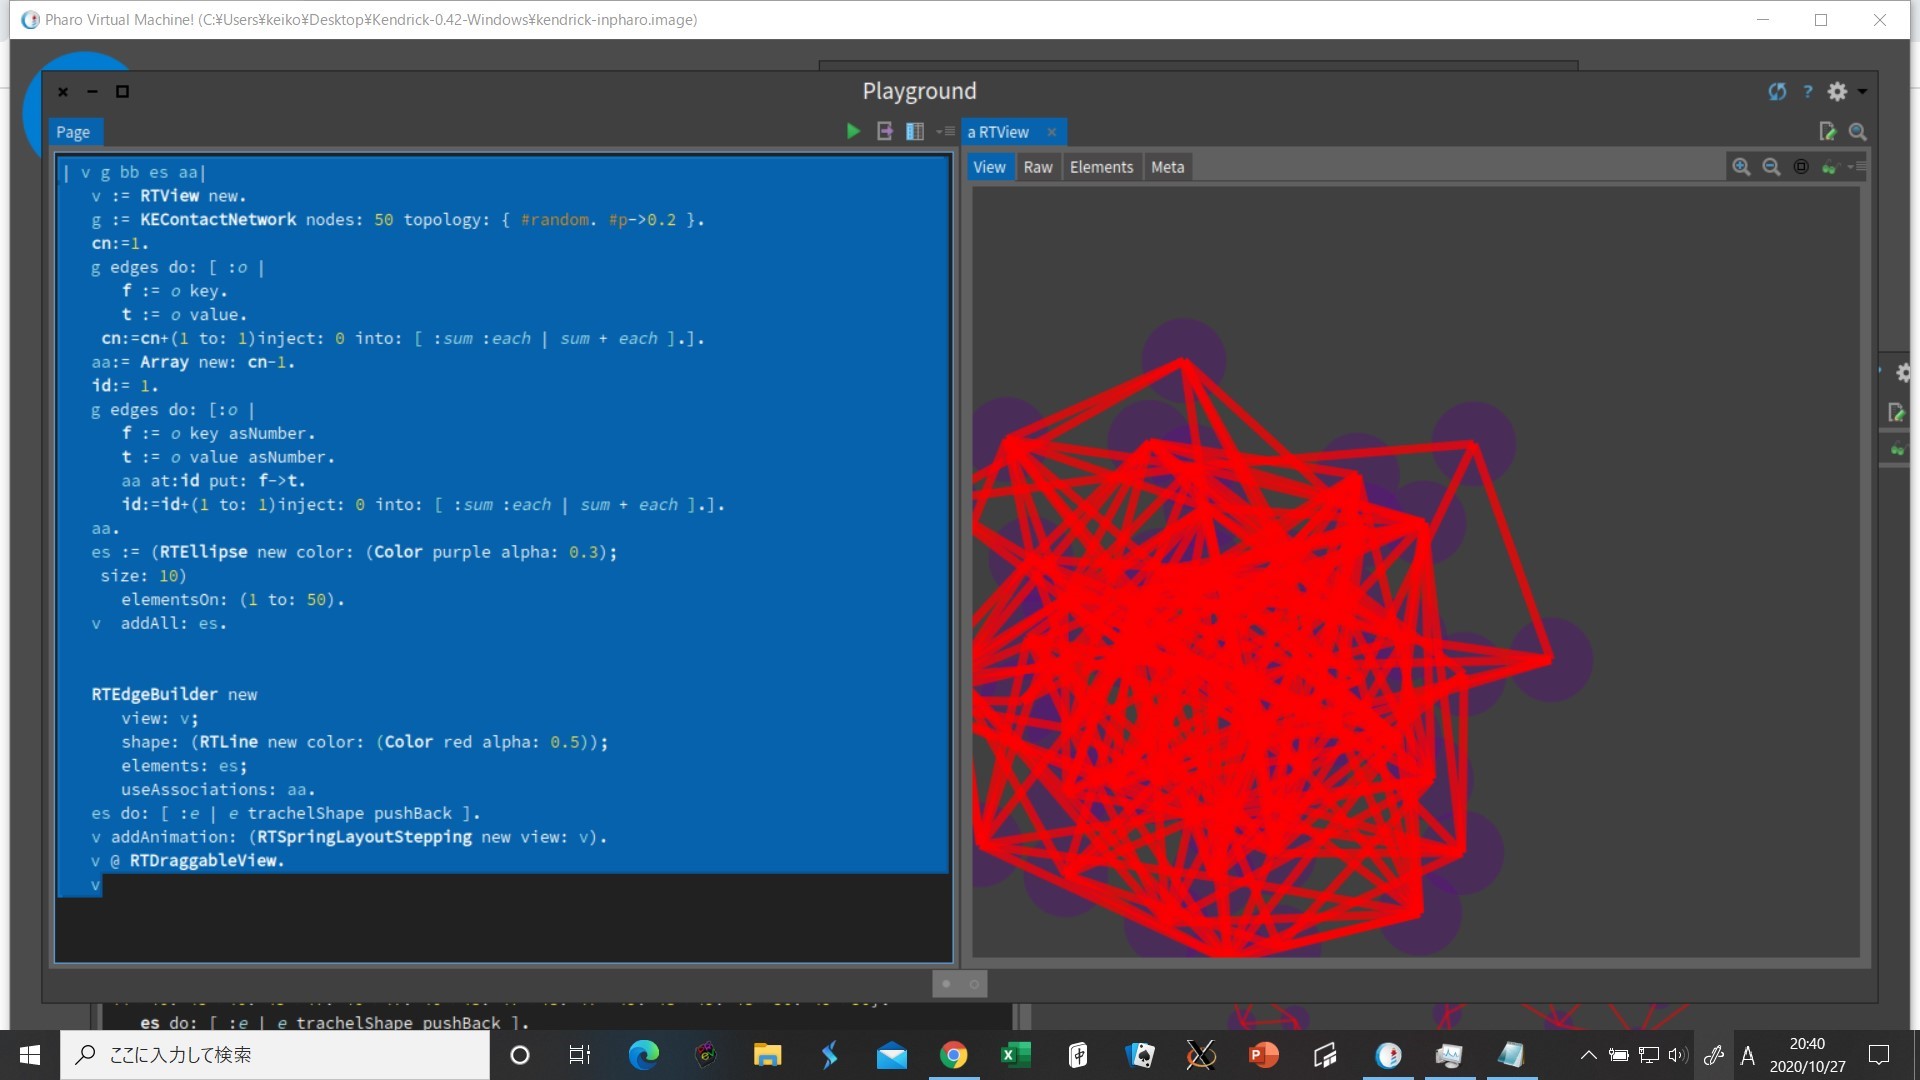 Pharo Virtual Machine! (C:¥Users¥keiko¥Desktop¥Kendrick-0.42-Windows¥kendrick-inpharo.image)
Playground
?
Page
a RTView
View Raw Elements Meta
| v g bb es aa|
v := RTView new.
g := KEContactNetwork nodes: 50 topology: { #random. #p->0.2 }.
cn:=1.
g edges do: [ :o |
f := o key.
t := o value.
cn:=cn+(1 to: 1)inject: 0 into: [ :sum :each | sum + each ].].
aa:= Array new: cn-1.
id:= 1.
g edges do: [:o |
f := o key asNumber.
t := o value asNumber.
aa at:id put: f->t.
id:=id+(1 to: 1)inject: 0 into: [ :sum :each | sum + each ].].
aa.
es := (RTEllipse new color: (Color purple alpha: 0.3);
size: 10)
elementsOn: (1 to: 50).
v addAll: es.
RTEdgeBuilder new
view: v;
shape: (RTLine new color: (Color red alpha: 0.5));
elements: es;
useAssociations: aa.
es do: [ :e | e trachelShape pushBack ].
v addAnimation: (RTSpringLayoutStepping new view: v).
v @ RTDraggableView.
v
es do: [ :e | e trachelShape pushBack ].
ここに入力して検索
A
20:40
2020/10/27